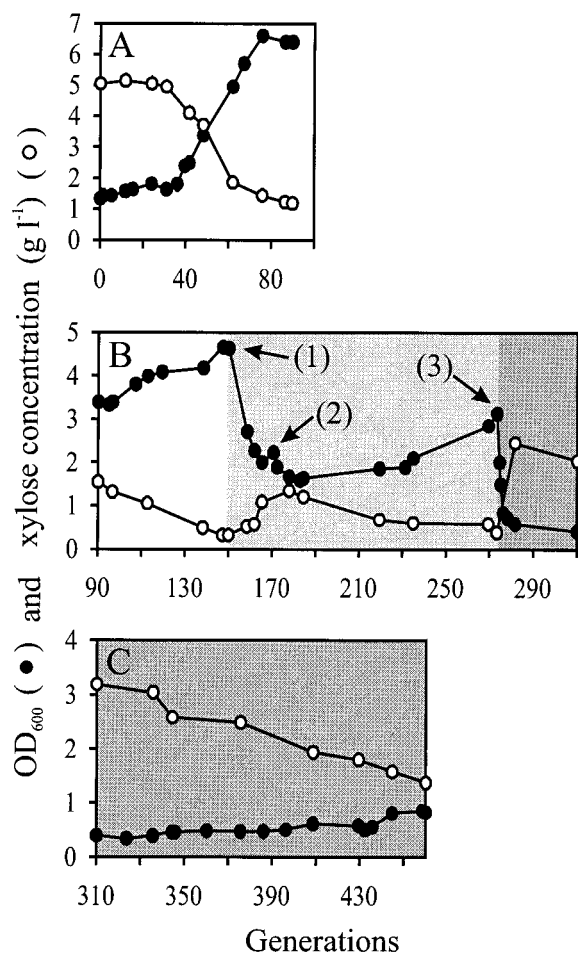 OD₆₀₀ (●) and xylose concentration (g l⁻¹) (○)
A
7
6
5
4
3
2
1
0
0 40 80
B
5
4
3
2
1
0
(1)
(2)
(3)
90 130 170 210 250 290
C
4
3
2
1
0
310 350 390 430
Generations